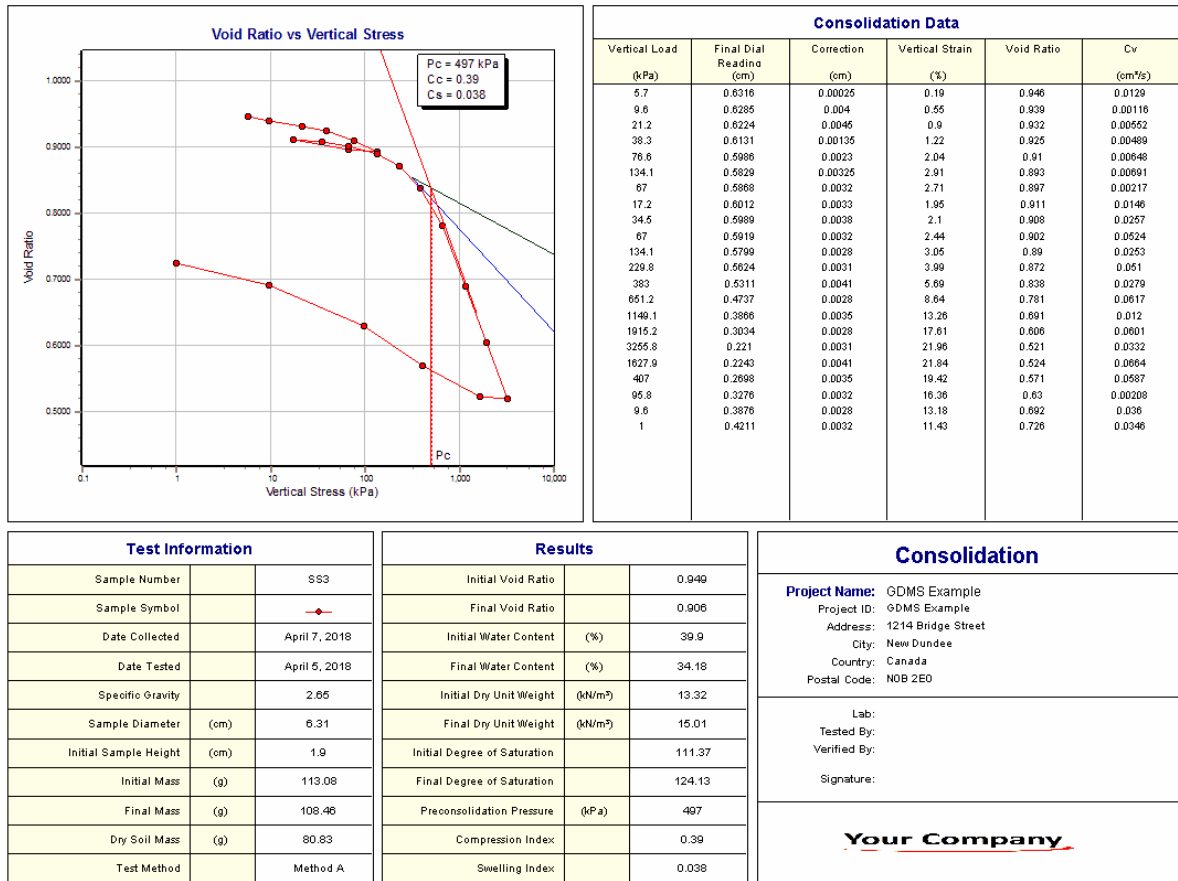 Void Ratio vs Vertical Stress
Pc = 497 kPa
Cc = 0.39
Cs = 0.038
1.0000
0.9000
0.8000
0.7000
0.6000
0.5000
Void Ratio
Pc
0.1 1 10 100 1,000 10,000
Vertical Stress (kPa)
Consolidation Data
Vertical Load (kPa) Final Dial Reading (cm) Correction (cm) Vertical Strain (%) Void Ratio Cv (cm²/s)
5.7 0.6316 0.00025 0.19 0.946 0.0129
9.6 0.6285 0.004 0.55 0.939 0.00116
21.2 0.6224 0.0045 0.9 0.932 0.00552
38.3 0.6131 0.00135 1.22 0.925 0.00489
76.6 0.5986 0.0023 2.04 0.91 0.00648
134.1 0.5829 0.00325 2.91 0.893 0.00691
67 0.5868 0.0032 2.71 0.897 0.00217
17.2 0.6012 0.0033 1.95 0.911 0.0146
34.5 0.5989 0.0038 2.1 0.908 0.0257
67 0.5919 0.0032 2.44 0.902 0.0524
134.1 0.5799 0.0028 3.05 0.89 0.0253
229.8 0.5624 0.0031 3.99 0.872 0.051
383 0.5311 0.0041 5.69 0.838 0.0279
651.2 0.4737 0.0028 8.64 0.781 0.0617
1149.1 0.3866 0.0035 13.26 0.691 0.012
1915.2 0.3034 0.0028 17.61 0.606 0.0601
3255.8 0.221 0.0031 21.96 0.521 0.0332
1627.9 0.2243 0.0041 21.84 0.524 0.0664
407 0.2698 0.0035 19.42 0.571 0.0587
95.8 0.3276 0.0032 16.36 0.63 0.00208
9.6 0.3876 0.0028 13.18 0.692 0.036
1 0.4211 0.0032 11.43 0.726 0.0346
Test Information
Sample Number SS3
Sample Symbol
Date Collected April 7, 2018
Date Tested April 5, 2018
Specific Gravity 2.65
Sample Diameter (cm) 6.31
Initial Sample Height (cm) 1.9
Initial Mass (g) 113.08
Final Mass (g) 108.46
Dry Soil Mass (g) 80.83
Test Method Method A
Results
Initial Void Ratio 0.949
Final Void Ratio 0.906
Initial Water Content (%) 39.9
Final Water Content (%) 34.18
Initial Dry Unit Weight (kN/m³) 13.32
Final Dry Unit Weight (kN/m³) 15.01
Initial Degree of Saturation 111.37
Final Degree of Saturation 124.13
Preconsolidation Pressure (kPa) 497
Compression Index 0.39
Swelling Index 0.038
Consolidation
Project Name: GDMS Example
Project ID: GDMS Example
Address: 1214 Bridge Street
City: New Dundee
Country: Canada
Postal Code: N0B 2E0
Lab:
Tested By:
Verified By:
Signature:
Your Company